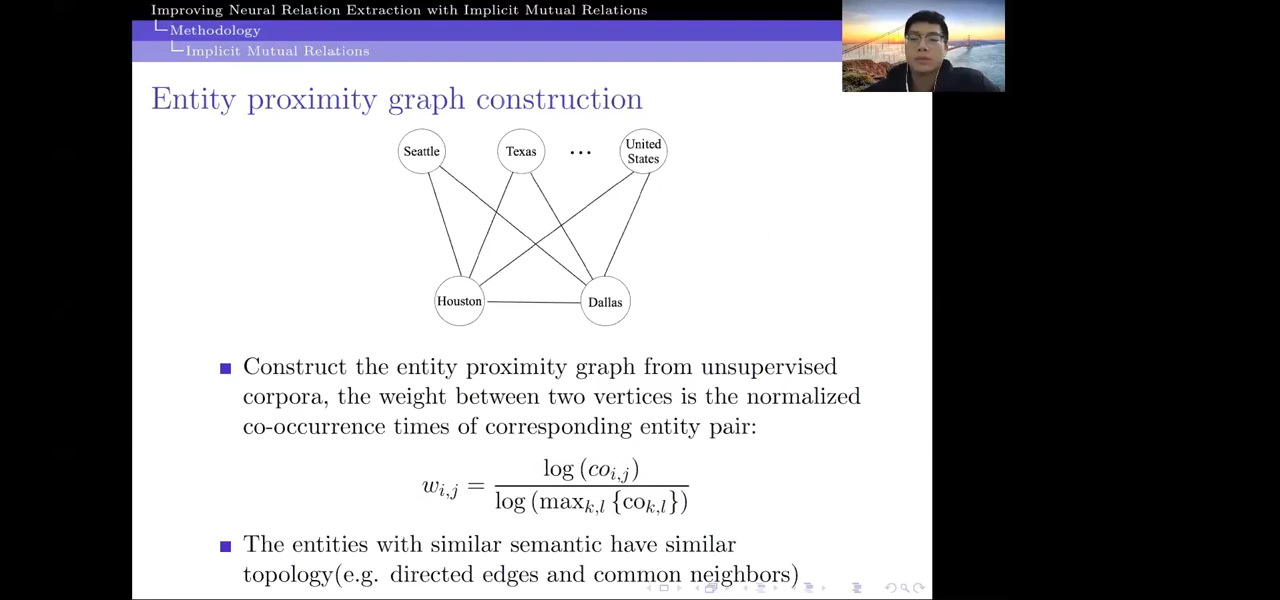 Improving Neural Relation Extraction with Implicit Mutual Relations
Methodology
Implicit Mutual Relations
Entity proximity graph construction
Seattle
Texas
...
United
States
Houston
Dallas
Construct the entity proximity graph from unsupervised
corpora, the weight between two vertices is the normalized
co-occurrence times of corresponding entity pair:
w_{i,j} = \frac{\log (co_{i,j})}{\log (\max_{k,l} \{co_{k,l}\})}
The entities with similar semantic have similar
topology(e.g. directed edges and common neighbors)